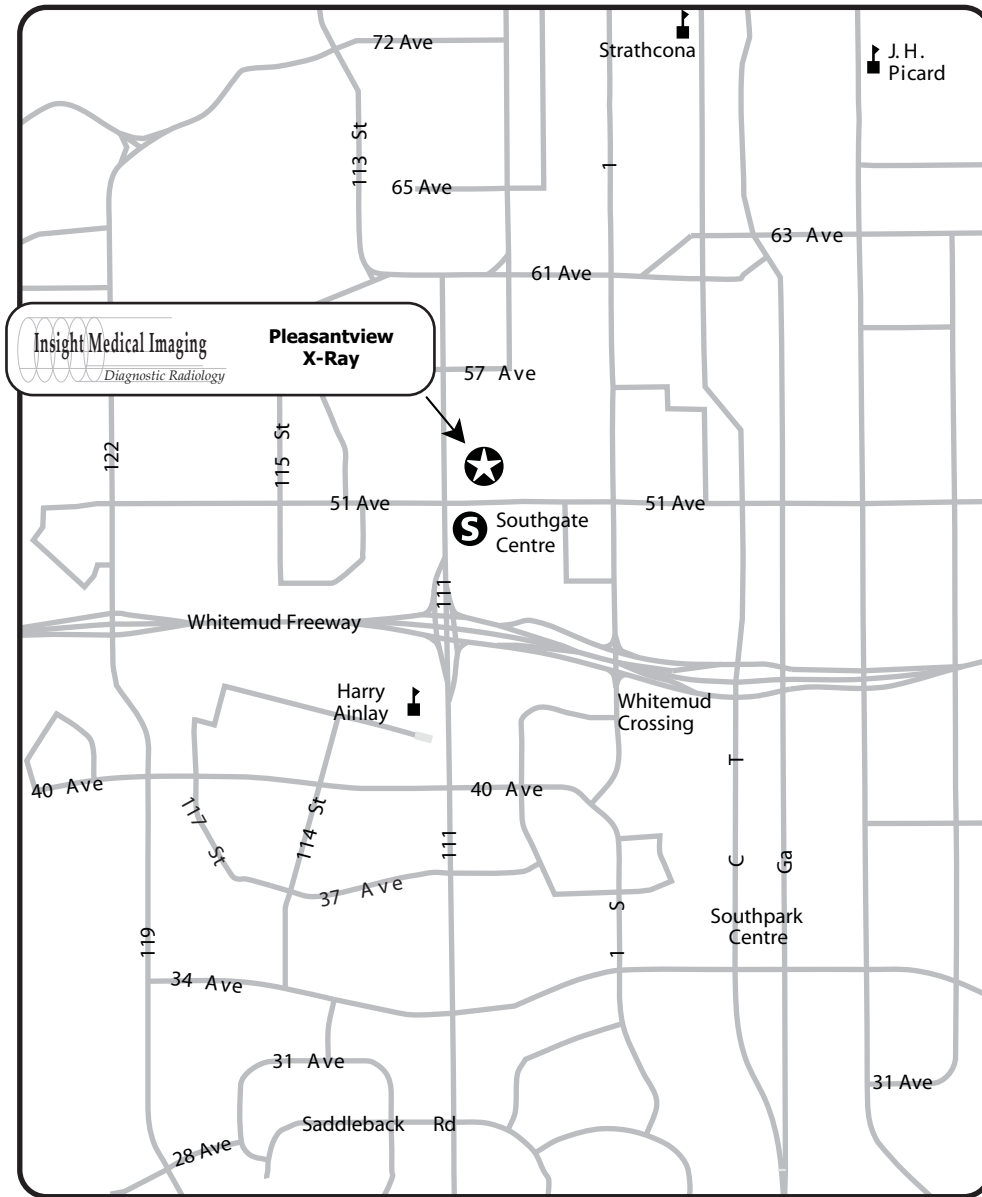 72 Ave
Strathcona
J. H.
Picard
113 St
1
65 Ave
63 Ave
61 Ave
Insight Medical Imaging
Diagnostic Radiology
Pleasantview
X-Ray
57 Ave
122
115 St
51 Ave
51 Ave
S
Southgate
Centre
111
Whitemud Freeway
Harry
Ainlay
Whitemud
Crossing
40 Ave
40 Ave
117 St
114 St
111
C T
Ga
37 Ave
1 S
Southpark
Centre
119
34 Ave
31 Ave
31 Ave
Saddleback Rd
28 Ave